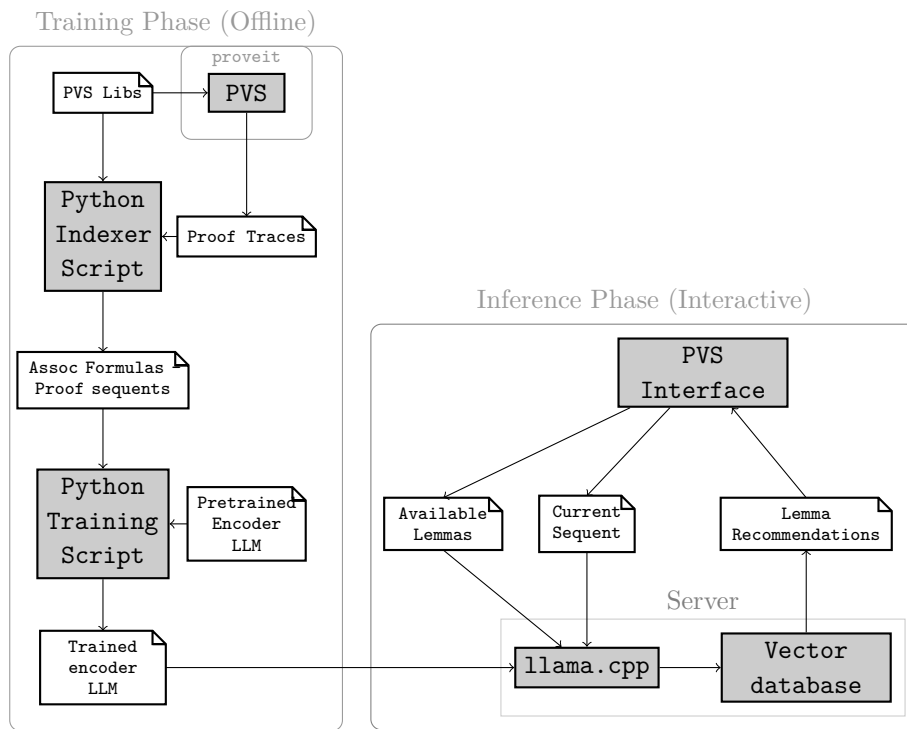 Training Phase (Offline)
proveit
PVS Libs
PVS
Python
Indexer
Script
Proof Traces
Assoc Formulas –
Proof sequents
Python
Training
Script
Pretrained
Encoder
LLM
Trained
encoder
LLM
Inference Phase (Interactive)
PVS
Interface
Available
Lemmas
Current
Sequent
Lemma
Recommendations
Server
llama.cpp
Vector
database